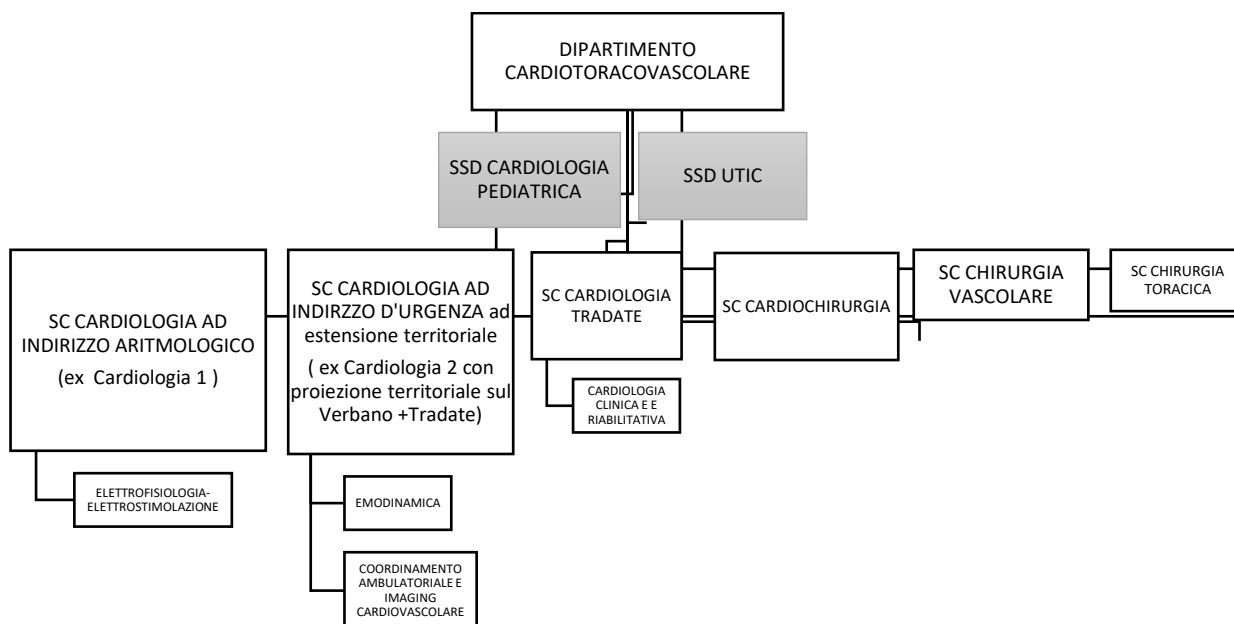 DIPARTIMENTO
CARDIOTORACOVASCOLARE
SSD CARDIOLOGIA
PEDIATRICA
SSD UTIC
SC CARDIOLOGIA AD
INDIRIZZO ARITMOLOGICO
(ex Cardiologia 1 )
SC CARDIOLOGIA AD
INDIRZZO D'URGENZA ad
estensione territoriale
( ex Cardiologia 2 con
proiezione territoriale sul
Verbano +Tradate)
SC CARDIOLOGIA
TRADATE
SC CARDIOCHIRURGIA
SC CHIRURGIA
VASCOLARE
SC CHIRURGIA
TORACICA
CARDIOLOGIA
CLINICA E E
RIABILITATIVA
ELETTROFISIOLOGIA-
ELETTROSTIMOLAZIONE
EMODINAMICA
COORDINAMENTO
AMBULATORIALE E
IMAGING
CARDIOVASCOLARE